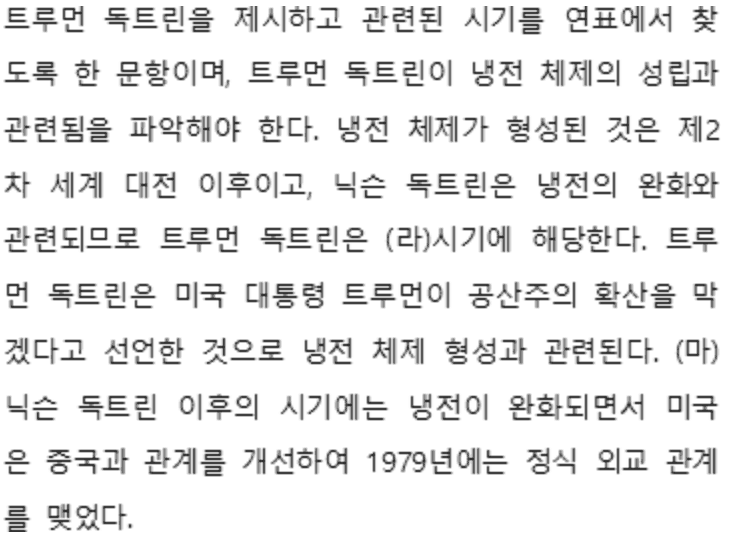 트루먼 독트린을 제시하고 관련된 시기를 연표에서 찾
도록 한 문항이며, 트루먼 독트린이 냉전 체제의 성립과
관련됨을 파악해야 한다. 냉전 체제가 형성된 것은 제2
차 세계 대전 이후이고, 닉슨 독트린은 냉전의 완화와
관련되므로 트루먼 독트린은 (라)시기에 해당한다. 트루
먼 독트린은 미국 대통령 트루먼이 공산주의 확산을 막
겠다고 선언한 것으로 냉전 체제 형성과 관련된다. (마)
닉슨 독트린 이후의 시기에는 냉전이 완화되면서 미국
은 중국과 관계를 개선하여 1979년에는 정식 외교 관계
를 맺었다.